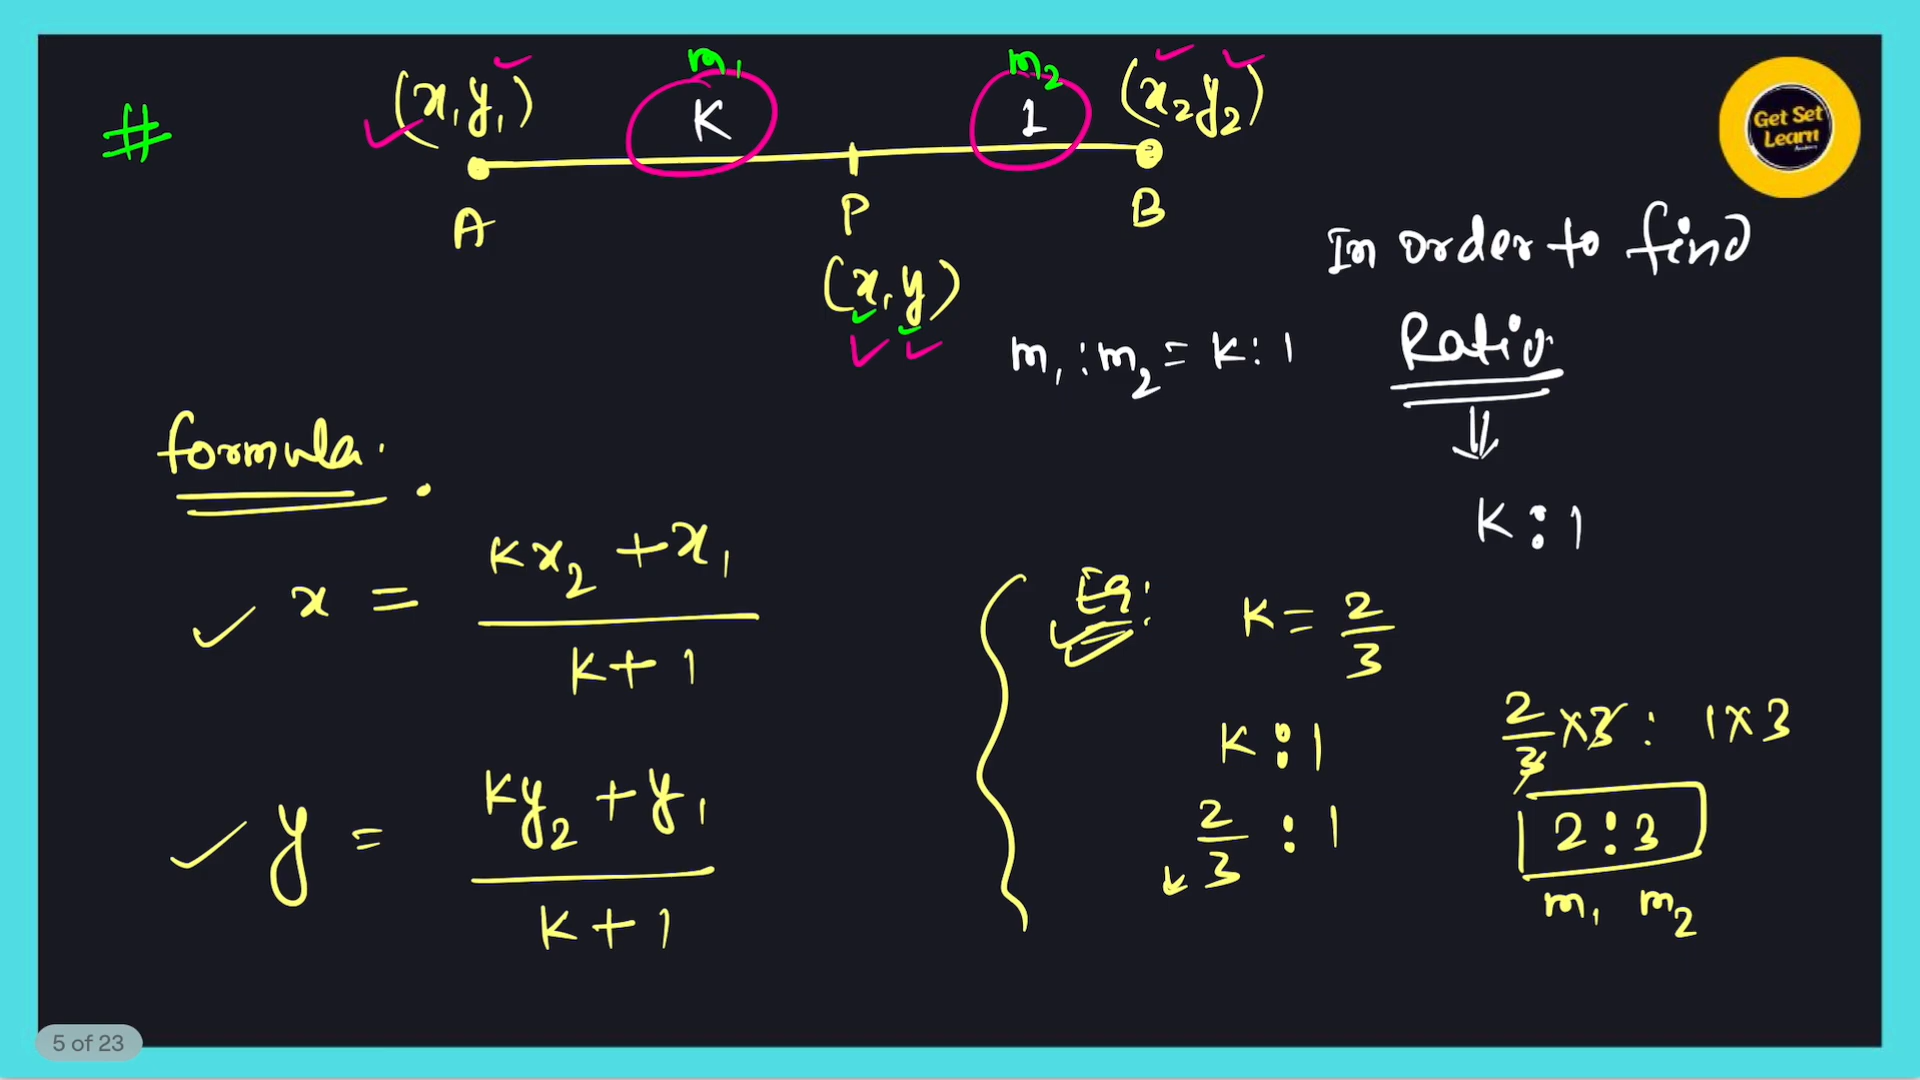 #
(x₁y₁) m₁ K m₂ 1 (x₂y₂)
A P B
(x,y)
Get Set
Learn
In order to find
Ratio
m₁:m₂ = K:1
K:1
formula.
x = (Kx₂ + x₁) / (K + 1)
y = (Ky₂ + y₁) / (K + 1)
Eg:
K = 2/3
K:1
2/3 : 1
2/3 × 3 : 1 × 3
2:3
m₁ m₂
5 of 23